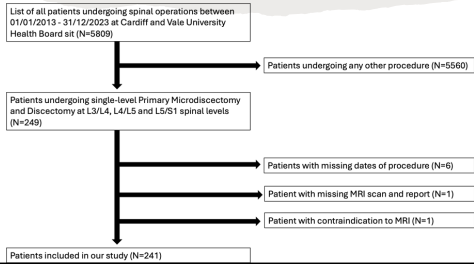 List of all patients undergoing spinal operations between
01/01/2013 - 31/12/2023 at Cardiff and Vale University
Health Board sit (N=5809)
Patients undergoing any other procedure (N=5560)
Patients undergoing single-level Primary Microdiscectomy
and Discectomy at L3/L4, L4/L5 and L5/S1 spinal levels
(N=249)
Patients with missing dates of procedure (N=6)
Patient with missing MRI scan and report (N=1)
Patient with contraindication to MRI (N=1)
Patients included in our study (N=241)